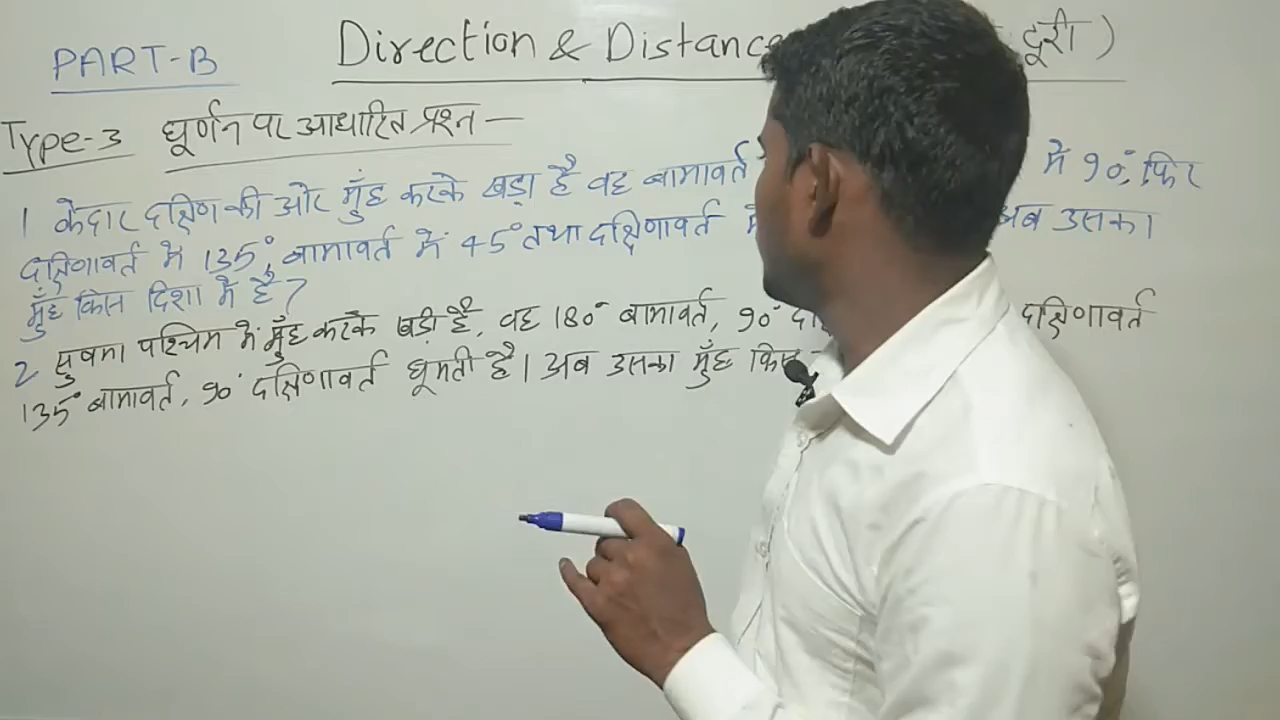 PART-B Direction & Distance दूरी )
Type-3 घूर्णन पर आधारित प्रश्न —
1 केदार दक्षिण की ओर मुँह करके खड़ा है वह बामावर्त में 90°, फिर
दक्षिणावर्त में 135°, बामावर्त में 45° तथा दक्षिणावर्त में अब उसका
मुँह किस दिशा में है?
2 सुषमा पश्चिम में मुँह करके खड़ी है, वह 180° बामावर्त, 90° दक्षिणावर्त
135° बामावर्त, 90° दक्षिणावर्त घूमती है। अब उसका मुँह किस